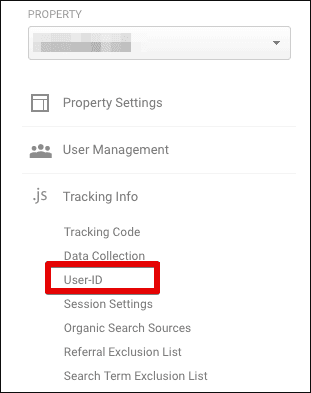 PROPERTY
Property Settings
User Management
.js Tracking Info
Tracking Code
Data Collection
User-ID
Session Settings
Organic Search Sources
Referral Exclusion List
Search Term Exclusion List